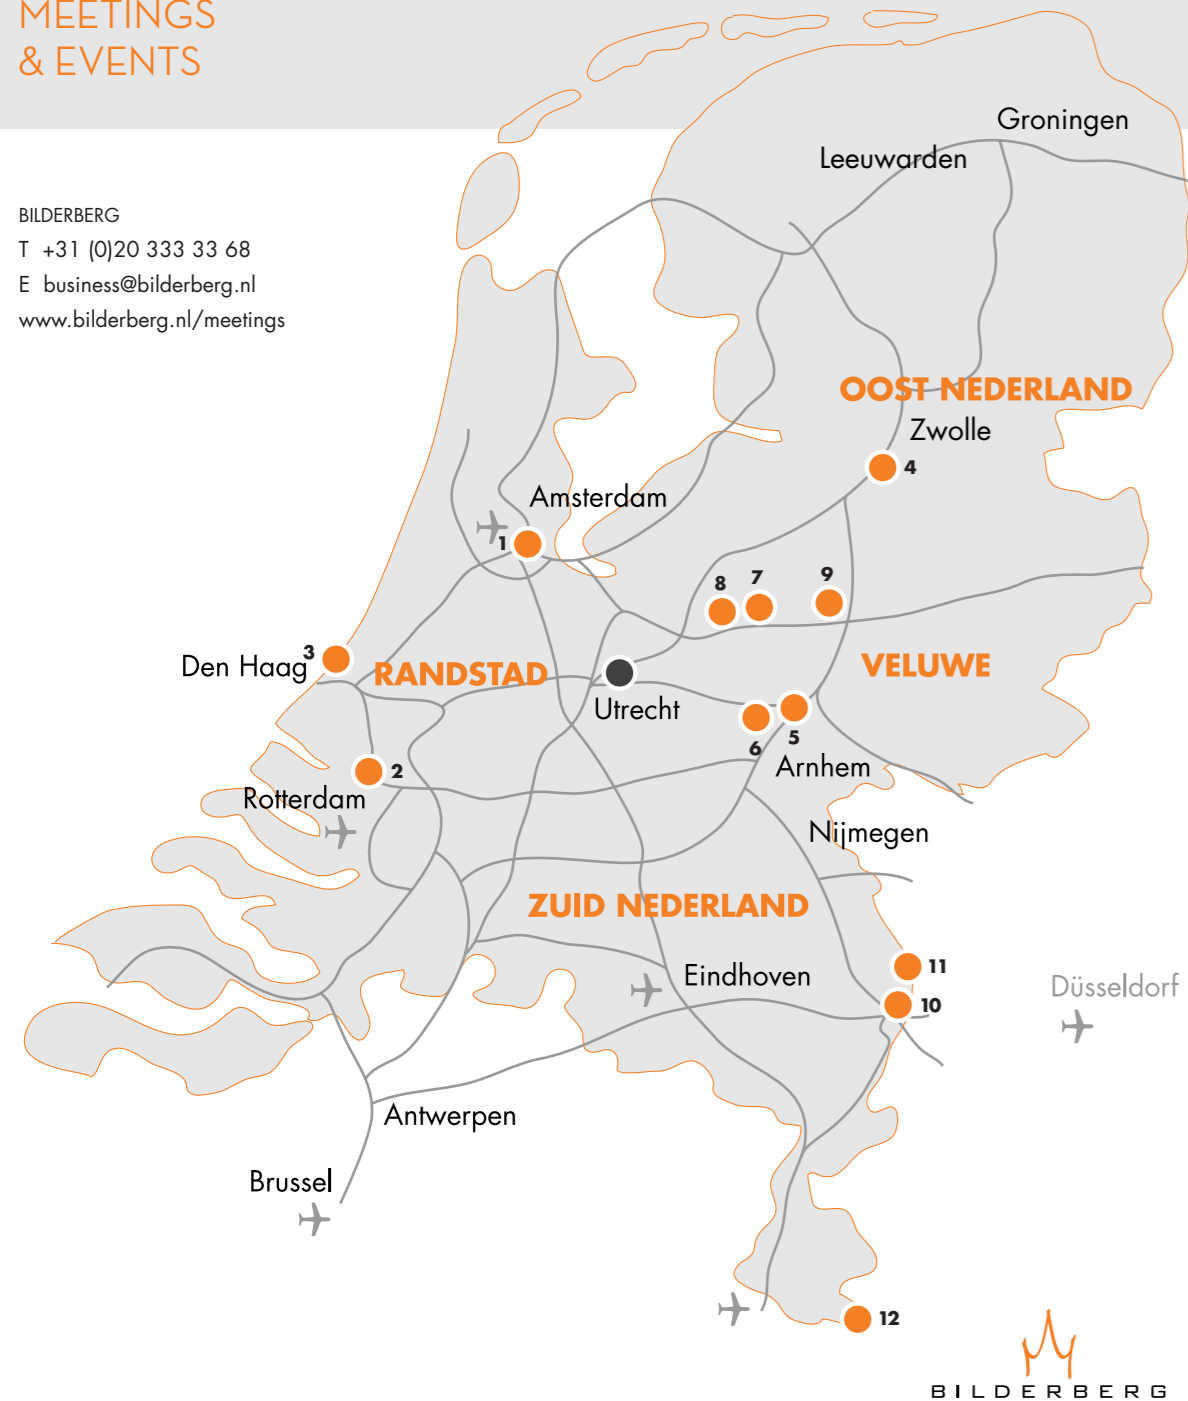 MEETINGS
& EVENTS
BILDERBERG
T +31 (0)20 333 33 68
E business@bilderberg.nl
www.bilderberg.nl/meetings
Groningen
Leeuwarden
OOST NEDERLAND
Zwolle
4
Amsterdam
1
8
7
9
3
Den Haag
RANDSTAD
VELUWE
Utrecht
6
5
Arnhem
2
Rotterdam
Nijmegen
ZUID NEDERLAND
11
Eindhoven
10
Düsseldorf
Antwerpen
Brussel
12
BILDERBERG